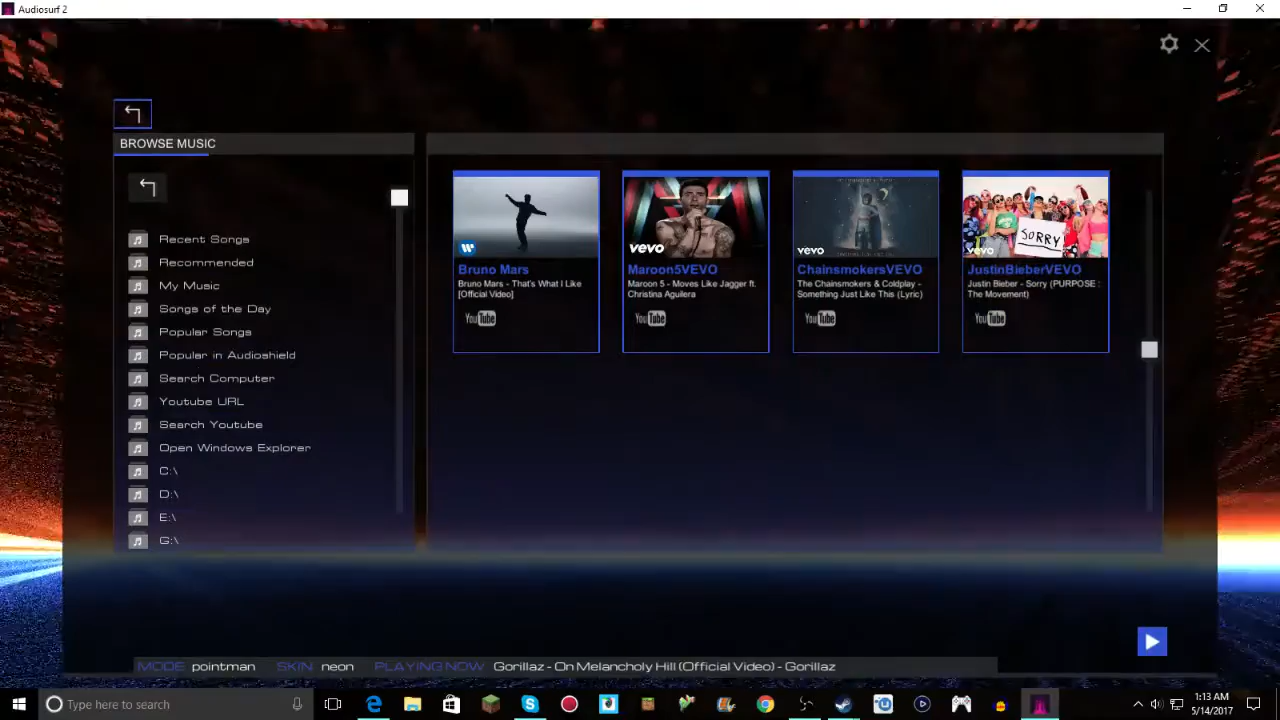 Audiosurf 2
BROWSE MUSIC
Recent Songs
Recommended
My Music
Songs of the Day
Popular Songs
Popular in Audioshield
Search Computer
Youtube URL
Search Youtube
Open Windows Explorer
C:\
D:\
E:\
G:\
Bruno Mars
Bruno Mars - That's What I Like
[Official Video]
YouTube
vevo
Maroon5VEVO
Maroon 5 - Moves Like Jagger ft.
Christina Aguilera
YouTube
vevo
ChainsmokersVEVO
The Chainsmokers & Coldplay -
Something Just Like This (Lyric)
YouTube
SORRY
vevo
JustinBieberVEVO
Justin Bieber - Sorry (PURPOSE :
The Movement)
YouTube
MODE pointman SKIN neon PLAYING NOW Gorillaz - On Melancholy Hill (Official Video) - Gorillaz
Type here to search
1:13 AM
5/14/2017